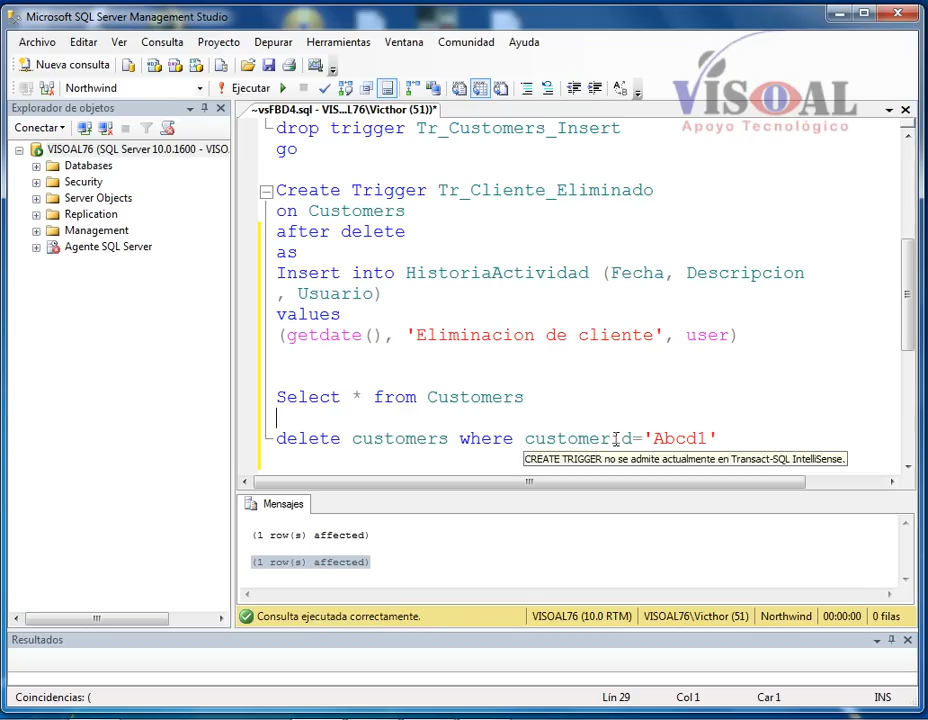 Microsoft SQL Server Management Studio
Archivo Editar Ver Consulta Proyecto Depurar Herramientas Ventana Comunidad Ayuda
Nueva consulta
VISOAL
Apoyo Tecnológico
Northwind
Ejecutar
Explorador de objetos
~vsFBD4.sql - VIS...L76\Victhor (51))*
Conectar
VISOAL76 (SQL Server 10.0.1600 - VISO
Databases
Security
Server Objects
Replication
Management
Agente SQL Server
drop trigger Tr_Customers_Insert
go
Create Trigger Tr_Cliente_Eliminado
on Customers
after delete
as
Insert into HistoriaActividad (Fecha, Descripcion
, Usuario)
values
(getdate(), 'Eliminacion de cliente', user)
Select * from Customers
delete customers where customerid='Abcd1'
CREATE TRIGGER no se admite actualmente en Transact-SQL IntelliSense.
Mensajes
(1 row(s) affected)
(1 row(s) affected)
Consulta ejecutada correctamente.
VISOAL76 (10.0 RTM) VISOAL76\Victhor (51) Northwind 00:00:00 0 filas
Resultados
Coincidencias: ( Lín 29 Col 1 Car 1 INS